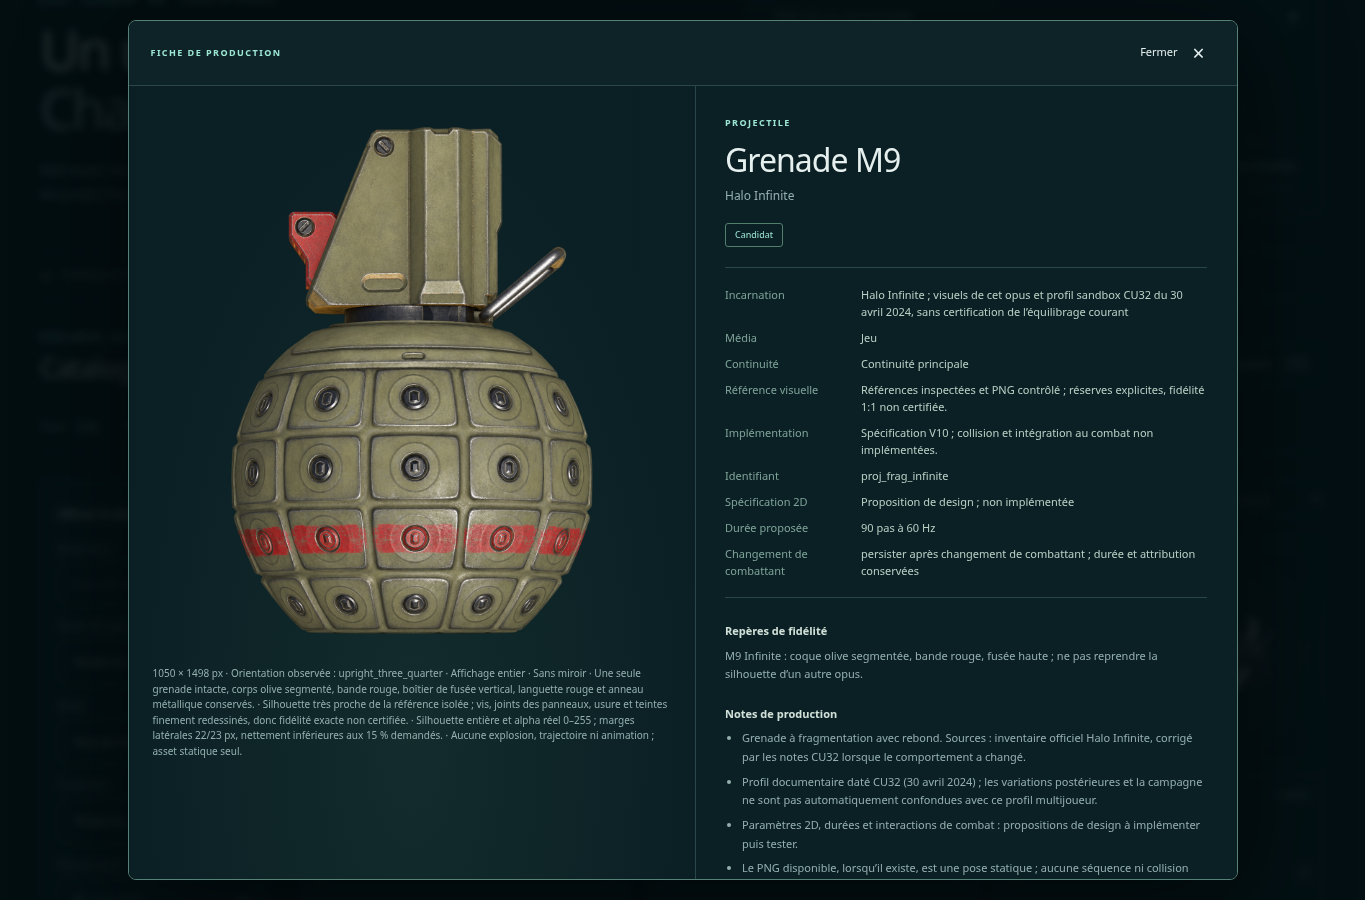 Un
Cha
FICHE DE PRODUCTION
Fermer ×
1050 × 1498 px · Orientation observée : upright_three_quarter · Affichage entier · Sans miroir · Une seule
grenade intacte, corps olive segmenté, bande rouge, boîtier de fusée vertical, languette rouge et anneau
métallique conservés. · Silhouette très proche de la référence isolée ; vis, joints des panneaux, usure et teintes
finement redessinés, donc fidélité exacte non certifiée. · Silhouette entière et alpha réel 0–255 ; marges
latérales 22/23 px, nettement inférieures aux 15 % demandés. · Aucune explosion, trajectoire ni animation ;
asset statique seul.
PROJECTILE
Grenade M9
Halo Infinite
Candidat
Incarnation
Halo Infinite ; visuels de cet opus et profil sandbox CU32 du 30
avril 2024, sans certification de l’équilibrage courant
Média
Jeu
Continuité
Continuité principale
Référence visuelle
Références inspectées et PNG contrôlé ; réserves explicites, fidélité
1:1 non certifiée.
Implémentation
Spécification V10 ; collision et intégration au combat non
implémentées.
Identifiant
proj_frag_infinite
Spécification 2D
Proposition de design ; non implémentée
Durée proposée
90 pas à 60 Hz
Changement de
combattant
persister après changement de combattant ; durée et attribution
conservées
Repères de fidélité
M9 Infinite : coque olive segmentée, bande rouge, fusée haute ; ne pas reprendre la
silhouette d’un autre opus.
Notes de production
• Grenade à fragmentation avec rebond. Sources : inventaire officiel Halo Infinite, corrigé
par les notes CU32 lorsque le comportement a changé.
• Profil documentaire daté CU32 (30 avril 2024) ; les variations postérieures et la campagne
ne sont pas automatiquement confondues avec ce profil multijoueur.
• Paramètres 2D, durées et interactions de combat : propositions de design à implémenter
puis tester.
• Le PNG disponible, lorsqu’il existe, est une pose statique ; aucune séquence ni collision